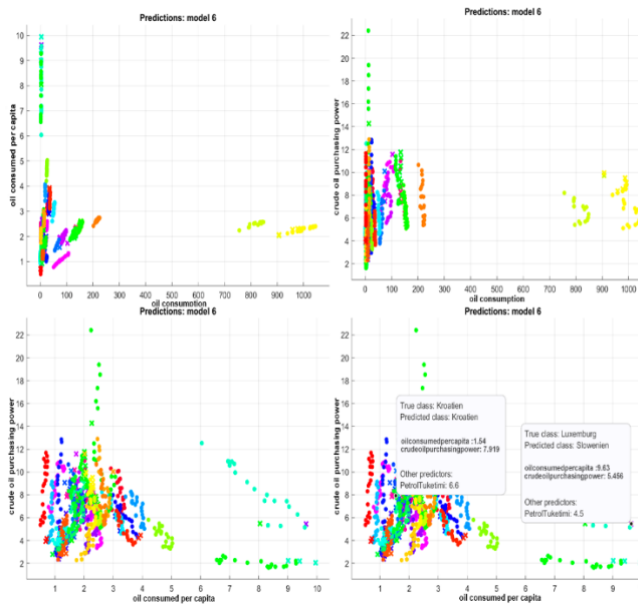 Predictions: model 6
oil consumed per capita
10
9
8
7
6
5
4
3
2
1
0 100 200 300 400 500 600 700 800 900 1000
oil consumption
Predictions: model 6
crude oil purchasing power
22
20
18
16
14
12
10
8
6
4
2
0 100 200 300 400 500 600 700 800 900 1000
oil consumption
Predictions: model 6
crude oil purchasing power
22
20
18
16
14
12
10
8
6
4
2
1 2 3 4 5 6 7 8 9 10
oil consumed per capita
Predictions: model 6
crude oil purchasing power
22
20
18
16
14
12
10
8
6
4
2
True class: Kroatien
Predicted class: Kroatien
oilconsumedpercapita :1.54
crudeoilpurchasingpower: 7.919
Other predictors:
PetrolTuketimi: 6.6
True class: Luxemburg
Predicted class: Slowenien
oilconsumedpercapita :9.63
crudeoilpurchasingpower: 5.456
Other predictors:
PetrolTuketimi: 4.5
1 2 3 4 5 6 7 8 9
oil consumed per capita